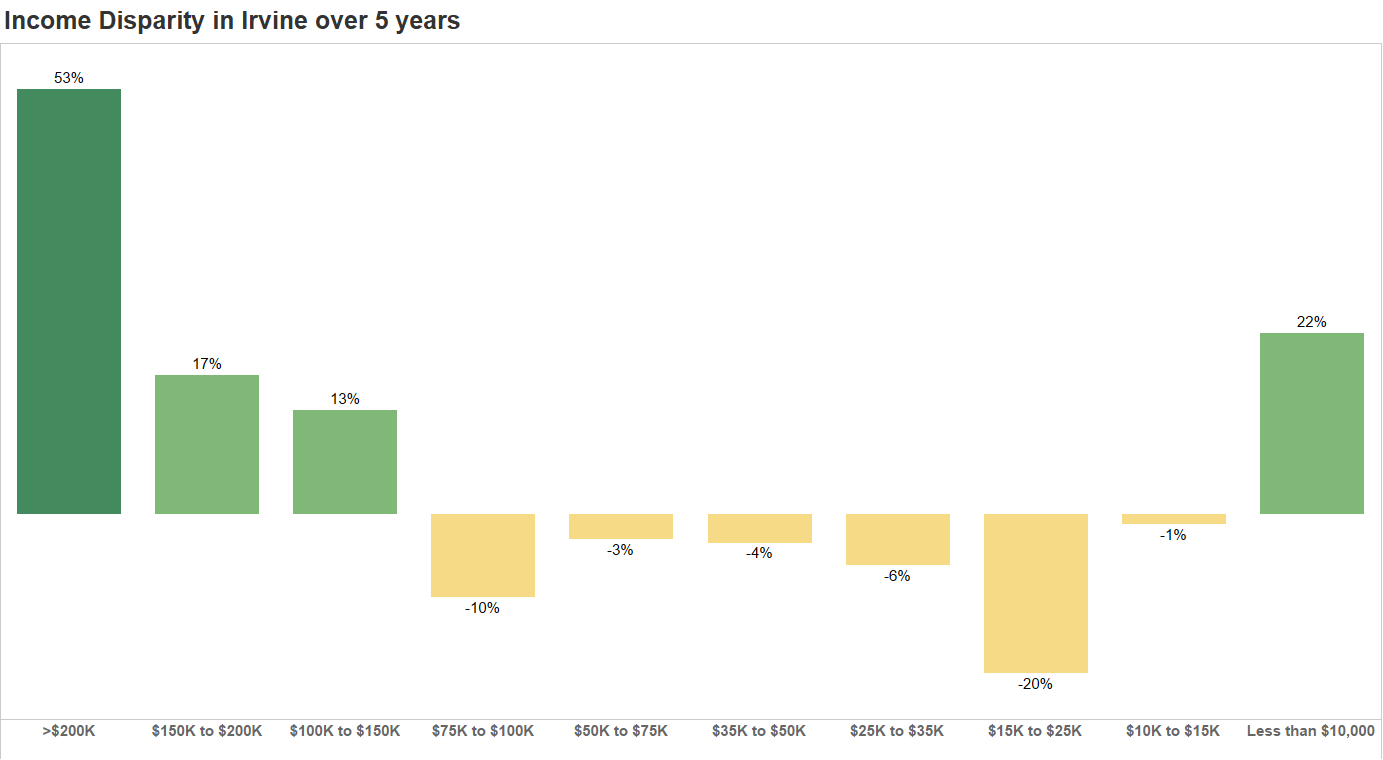 Income Disparity in Irvine over 5 years
53%
17%
13%
-10%
-3%
-4%
-6%
-20%
-1%
22%
>$200K
$150K to $200K
$100K to $150K
$75K to $100K
$50K to $75K
$35K to $50K
$25K to $35K
$15K to $25K
$10K to $15K
Less than $10,000